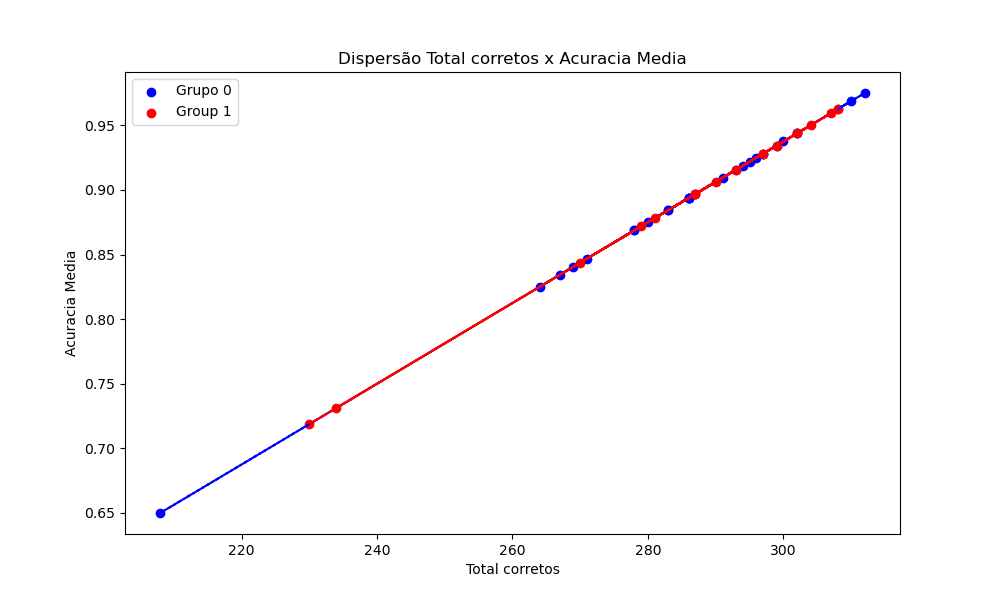 Dispersão Total corretos x Acuracia Media
Grupo 0
Group 1
0.95
0.90
0.85
0.80
0.75
0.70
0.65
Acuracia Media
220
240
260
280
300
Total corretos